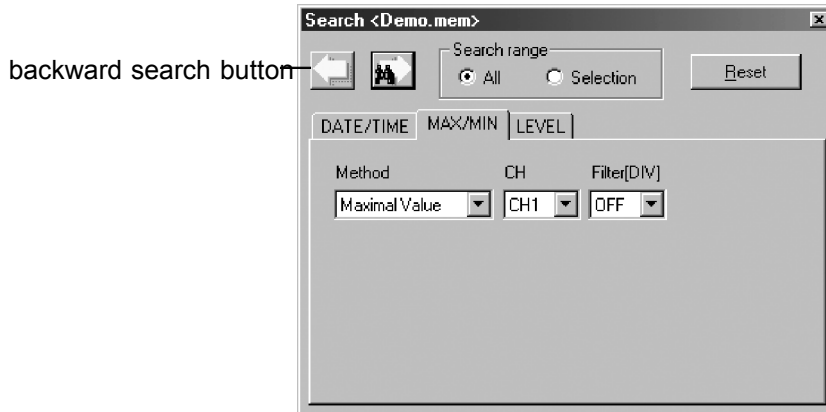 Search <Demo.mem>
backward search button
Search range
All
Selection
Reset
DATE/TIME
MAX/MIN
LEVEL
Method
CH
Filter[DIV]
Maximal Value
CH1
OFF